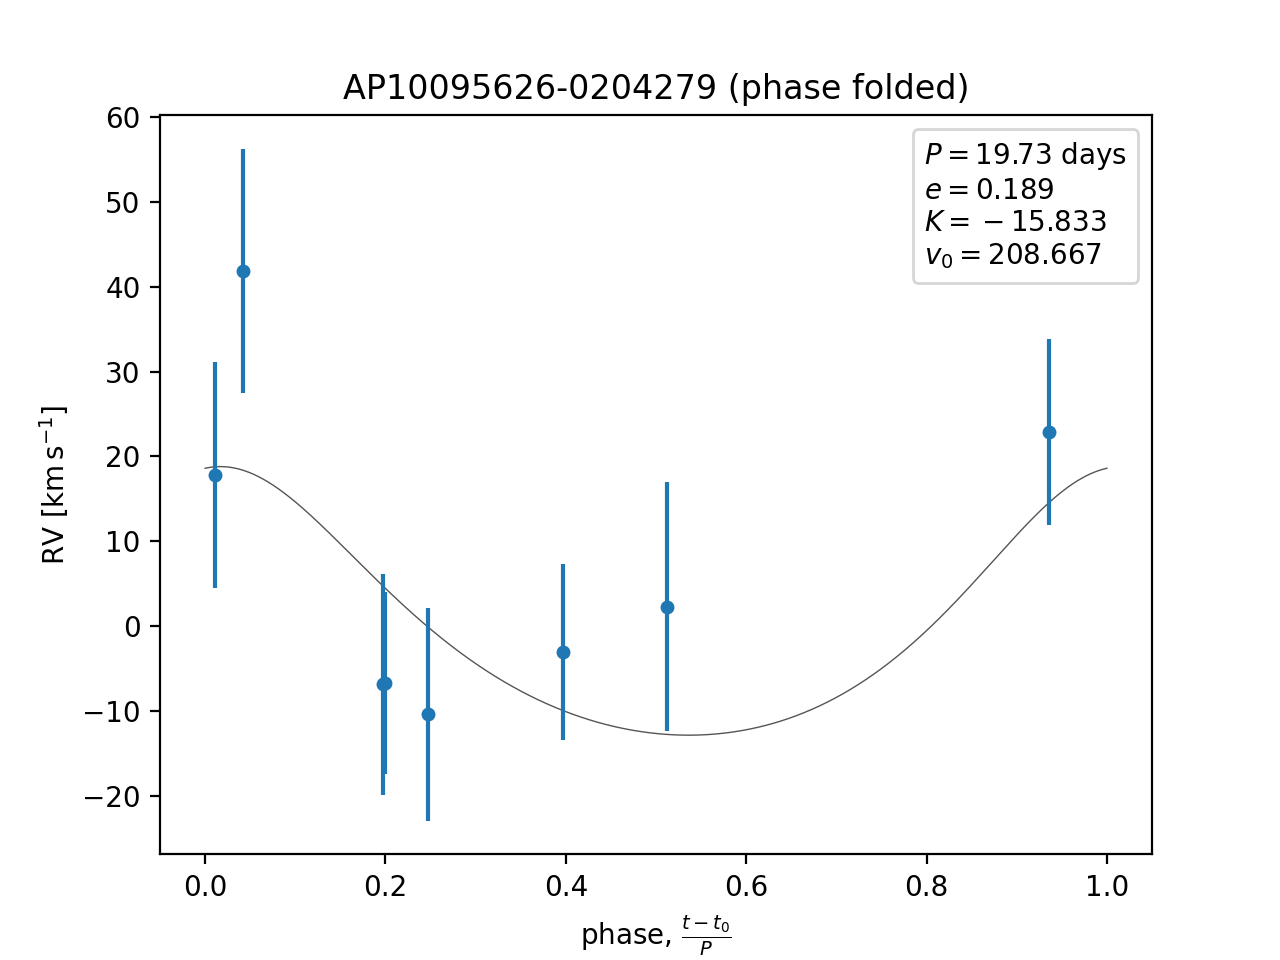 AP10095626-0204279 (phase folded)
P = 19.73 days
e = 0.189
K = −15.833
v₀ = 208.667
RV [km s⁻¹]
60
50
40
30
20
10
0
−10
−20
0.0 0.2 0.4 0.6 0.8 1.0
phase, (t − t₀)/P